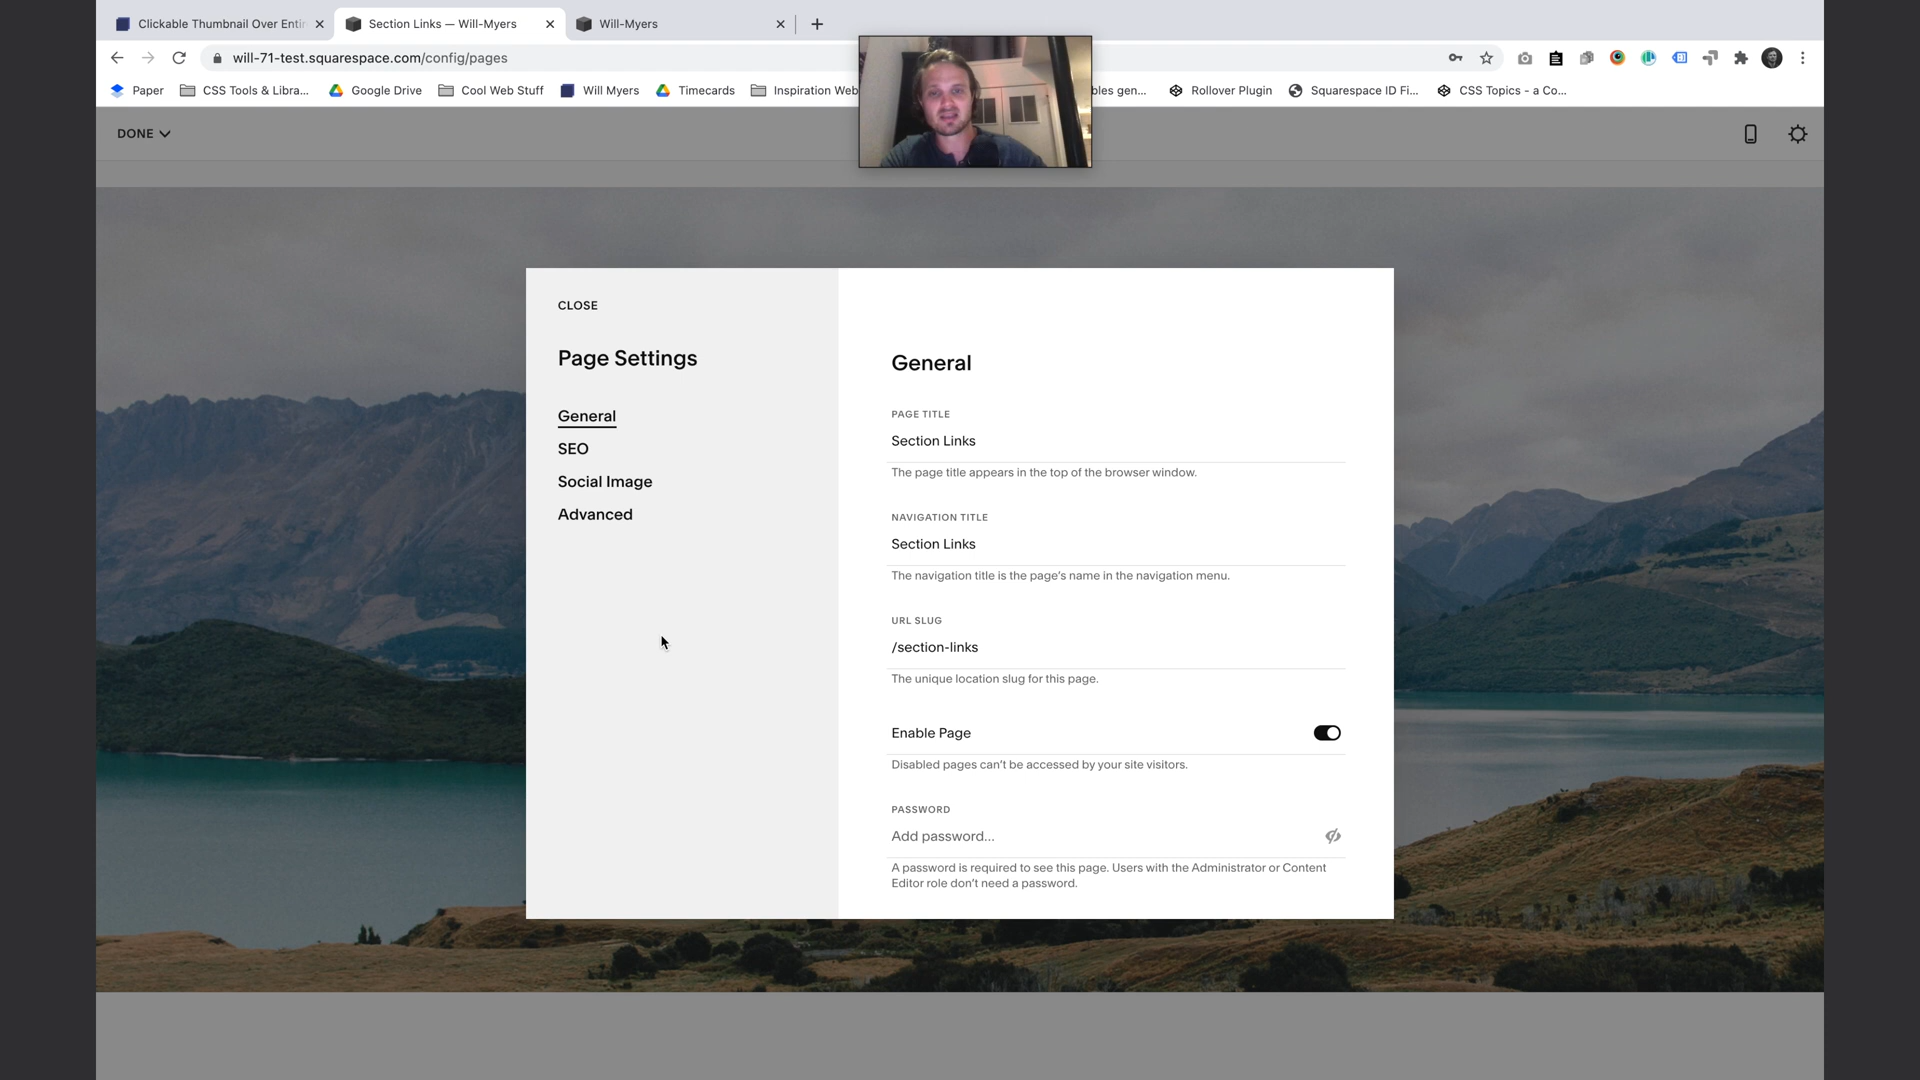 Clickable Thumbnail Over Entir
Section Links — Will-Myers
Will-Myers
will-71-test.squarespace.com/config/pages
Paper
CSS Tools & Libra...
Google Drive
Cool Web Stuff
Will Myers
Timecards
Inspiration Web
bles gen...
Rollover Plugin
Squarespace ID Fi...
CSS Topics - a Co...
DONE
CLOSE
Page Settings
General
SEO
Social Image
Advanced
General
PAGE TITLE
Section Links
The page title appears in the top of the browser window.
NAVIGATION TITLE
Section Links
The navigation title is the page's name in the navigation menu.
URL SLUG
/section-links
The unique location slug for this page.
Enable Page
Disabled pages can't be accessed by your site visitors.
PASSWORD
Add password...
A password is required to see this page. Users with the Administrator or Content
Editor role don't need a password.